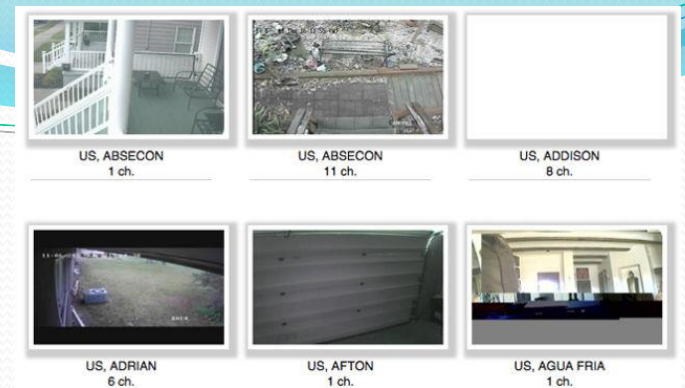 US, ABSECON
1 ch.
US, ABSECON
11 ch.
US, ADDISON
8 ch.
US, ADRIAN
6 ch.
US, AFTON
1 ch.
US, AGUA FRIA
1 ch.